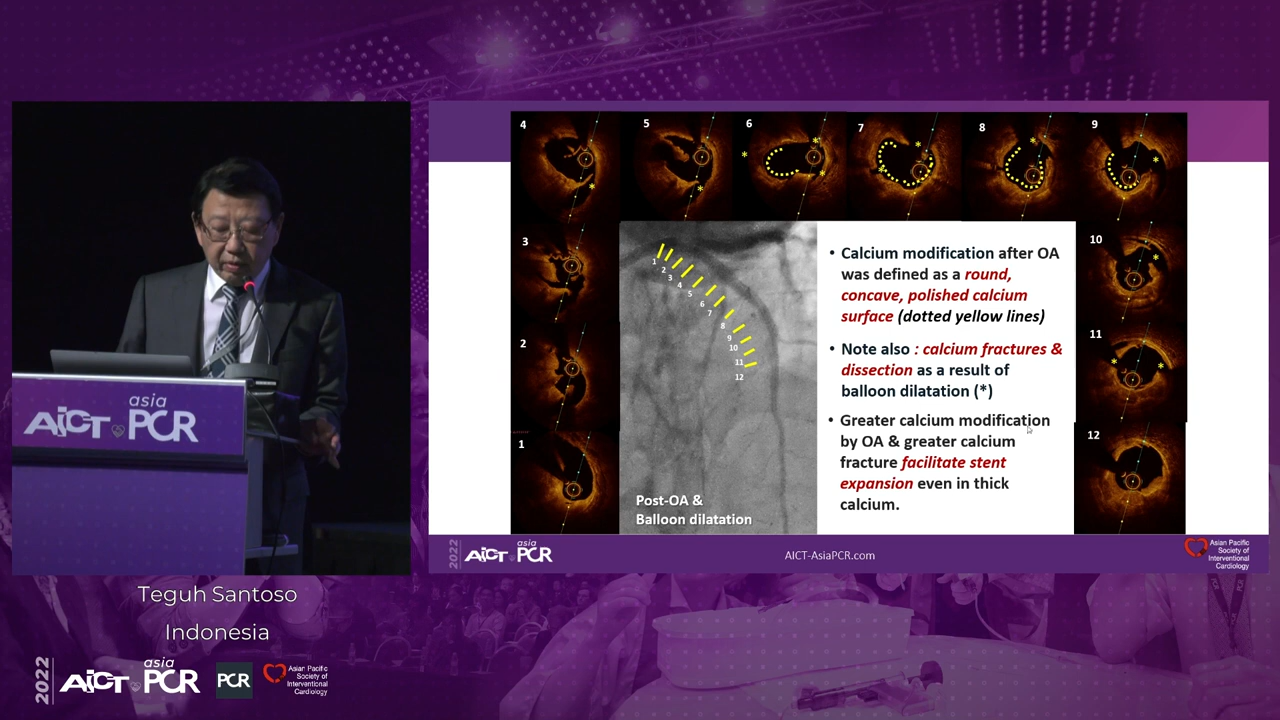 4
5
6
7
8
9
3
10
2
11
1
12
*
*
*
*
*
*
*
*
*
*
*
1
2
3
4
5
6
7
8
9
10
11
12
Post-OA &
Balloon dilatation
• Calcium modification after OA
was defined as a round,
concave, polished calcium
surface (dotted yellow lines)
• Note also : calcium fractures &
dissection as a result of
balloon dilatation (*)
• Greater calcium modification
by OA & greater calcium
fracture facilitate stent
expansion even in thick
calcium.
asia
AICT PCR
2022
AICT asia PCR
AICT-AsiaPCR.com
Asian Pacific
Society of
Interventional
Cardiology
Teguh Santoso
Indonesia
2022
AICT asia PCR
PCR
Asian Pacific
Society of
Interventional
Cardiology